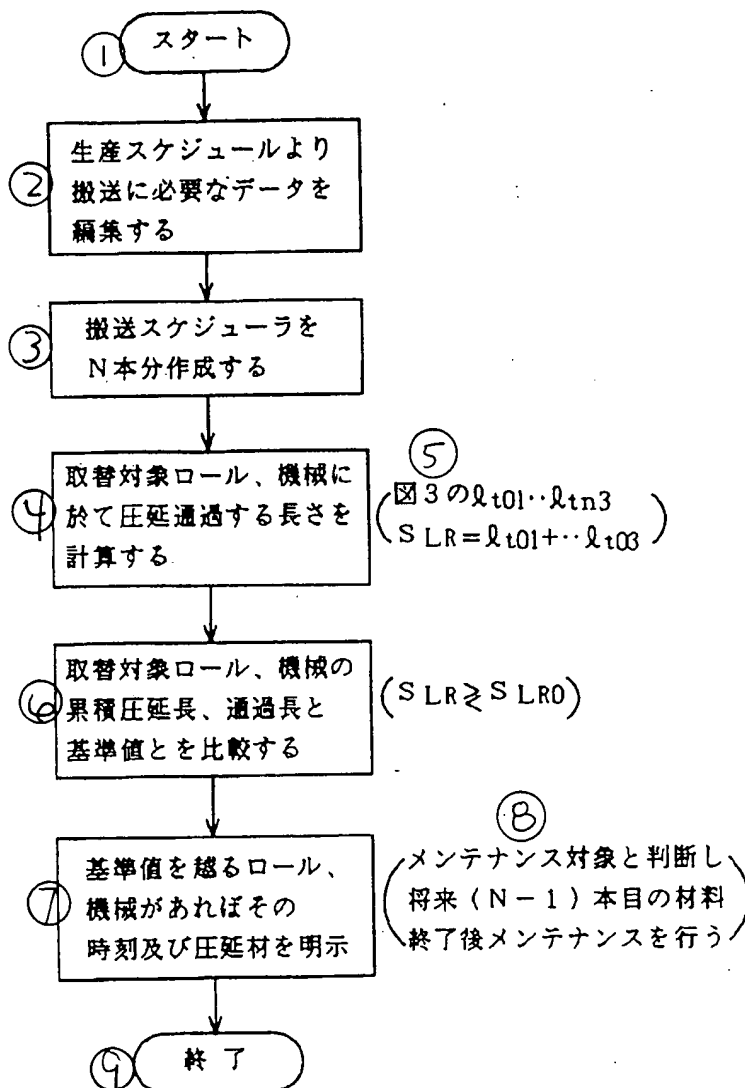 ① スタート
② 生産スケジュールより
搬送に必要なデータを
編集する
③ 搬送スケジューラを
N本分作成する
④ 取替対象ロール、機械に
於て圧延通過する長さを
計算する
⑤
図3のℓt01‥ℓtn3
SLR=ℓt01+‥ℓt03
⑥ 取替対象ロール、機械の
累積圧延長、通過長と
基準値とを比較する
(SLR≷SLR0)
⑦ 基準値を越るロール、
機械があればその
時刻及び圧延材を明示
⑧
メンテナンス対象と判断し
将来(N-1)本目の材料
終了後メンテナンスを行う
⑨ 終了